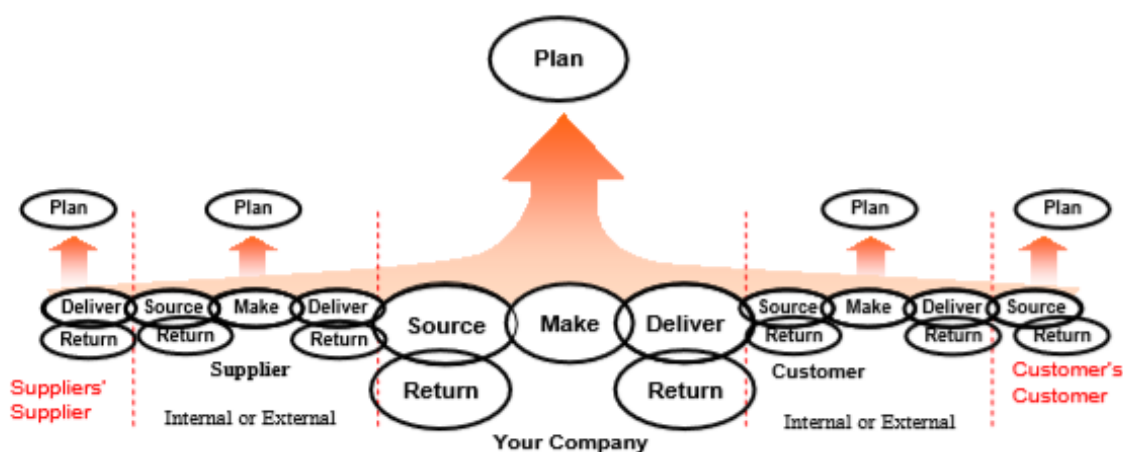 Plan
Plan
Plan
Plan
Plan
Deliver
Source
Make
Deliver
Source
Make
Deliver
Source
Make
Deliver
Source
Return
Return
Return
Return
Return
Return
Return
Return
Suppliers'
Supplier
Supplier
Internal or External
Your Company
Customer
Internal or External
Customer's
Customer